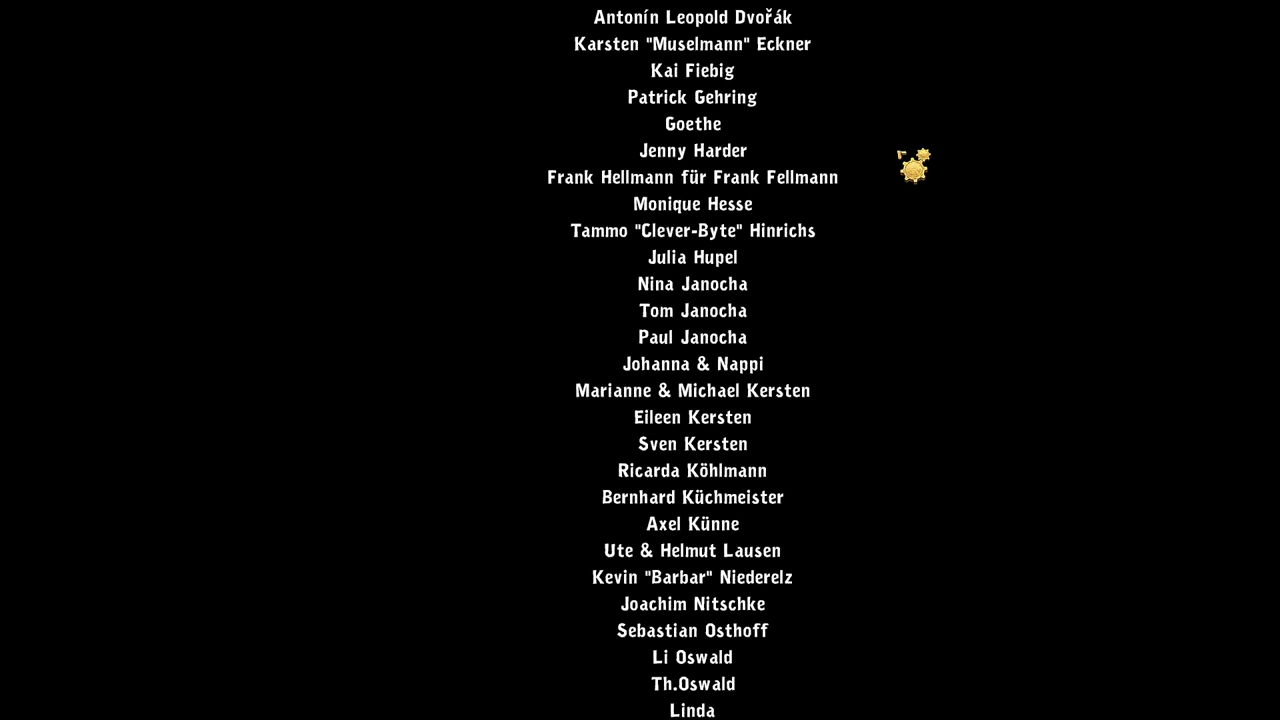 Antonín Leopold Dvořák
Karsten "Muselmann" Eckner
Kai Fiebig
Patrick Gehring
Goethe
Jenny Harder
Frank Hellmann für Frank Fellmann
Monique Hesse
Tammo "Clever-Byte" Hinrichs
Julia Hupel
Nina Janocha
Tom Janocha
Paul Janocha
Johanna & Nappi
Marianne & Michael Kersten
Eileen Kersten
Sven Kersten
Ricarda Köhlmann
Bernhard Küchmeister
Axel Künne
Ute & Helmut Lausen
Kevin "Barbar" Niederelz
Joachim Nitschke
Sebastian Osthoff
Li Oswald
Th.Oswald
Linda